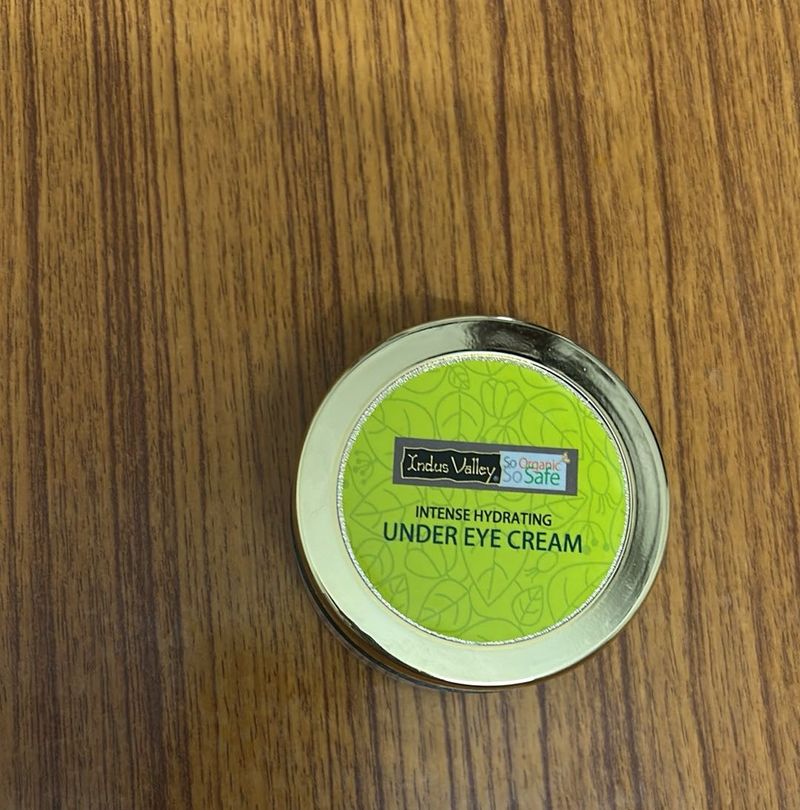 Indus Valley® So Organic
So Safe
INTENSE HYDRATING
UNDER EYE CREAM